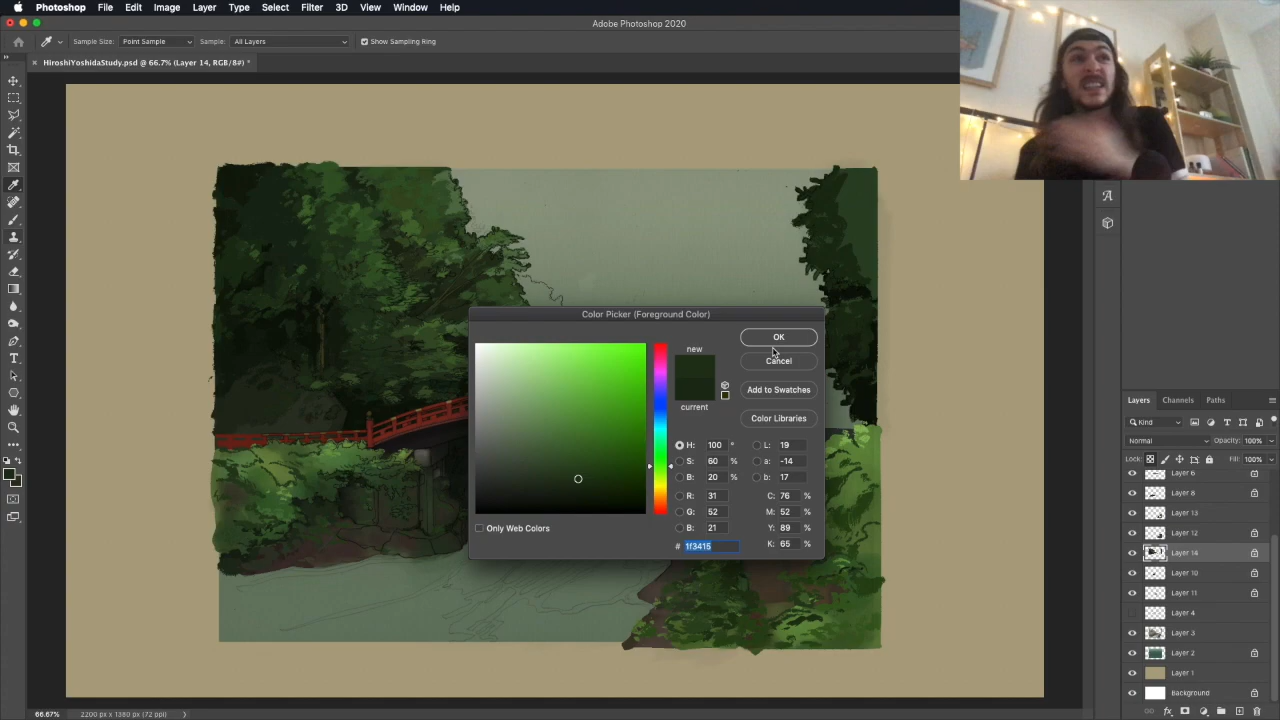 Photoshop File Edit Image Layer Type Select Filter 3D View Window Help
Adobe Photoshop 2020
Sample Size: Point Sample Sample: All Layers Show Sampling Ring
HiroshiYoshidaStudy.psd @ 66.7% (Layer 14, RGB/8#) *
Color Picker (Foreground Color)
new
current
OK
Cancel
Add to Swatches
Color Libraries
H: 100 ° L: 19
S: 60 % a: -14
B: 20 % b: 17
R: 31 C: 76 %
G: 52 M: 52 %
B: 21 Y: 89 %
# 1f3415 K: 65 %
Only Web Colors
Layers Channels Paths
Kind
Normal Opacity: 100%
Lock: Fill: 100%
Layer 6
Layer 8
Layer 13
Layer 12
Layer 14
Layer 10
Layer 11
Layer 4
Layer 3
Layer 2
Layer 1
Background
fx
66.67% 2200 px x 1380 px (72 ppi)